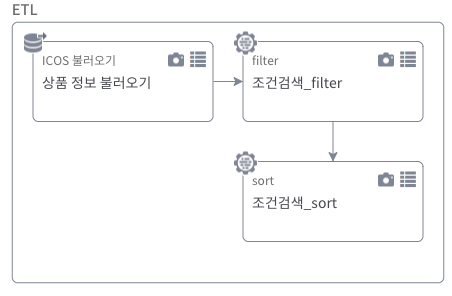 ETL
ICOS 불러오기
상품 정보 불러오기
filter
조건검색_filter
sort
조건검색_sort